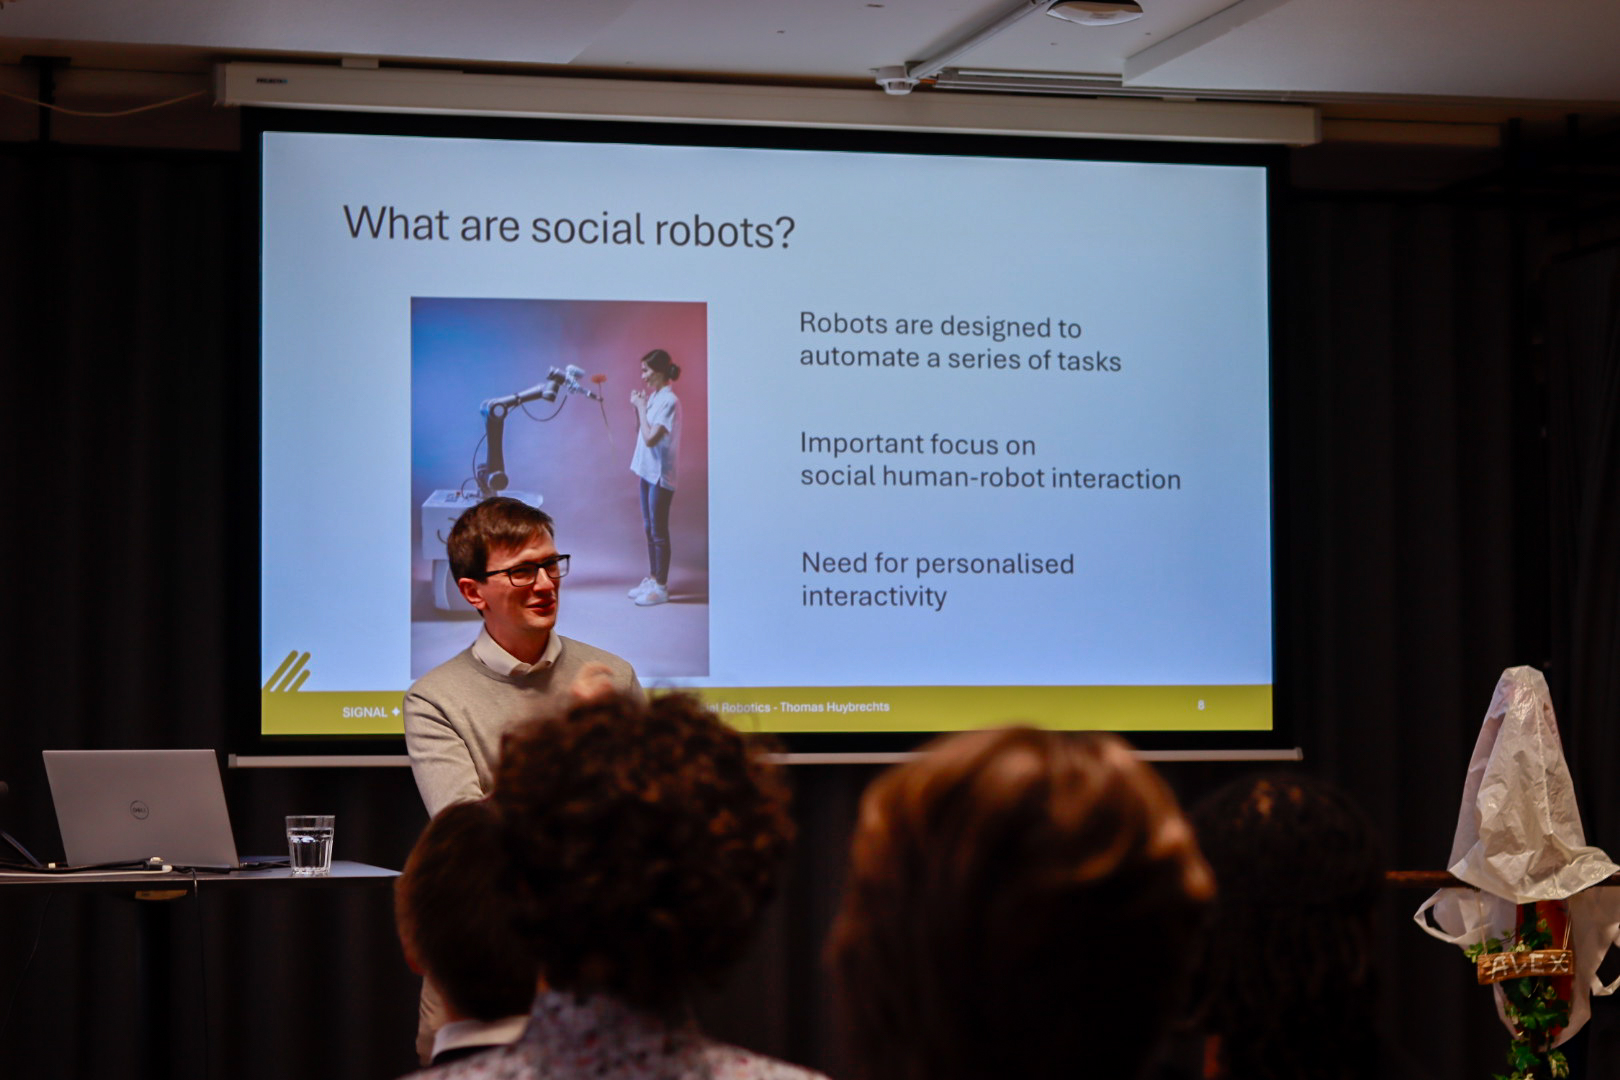 What are social robots?
Robots are designed to
automate a series of tasks
Important focus on
social human-robot interaction
Need for personalised
interactivity
SIGNAL
Robotics - Thomas Huybrechts
8
DELL
AVEX